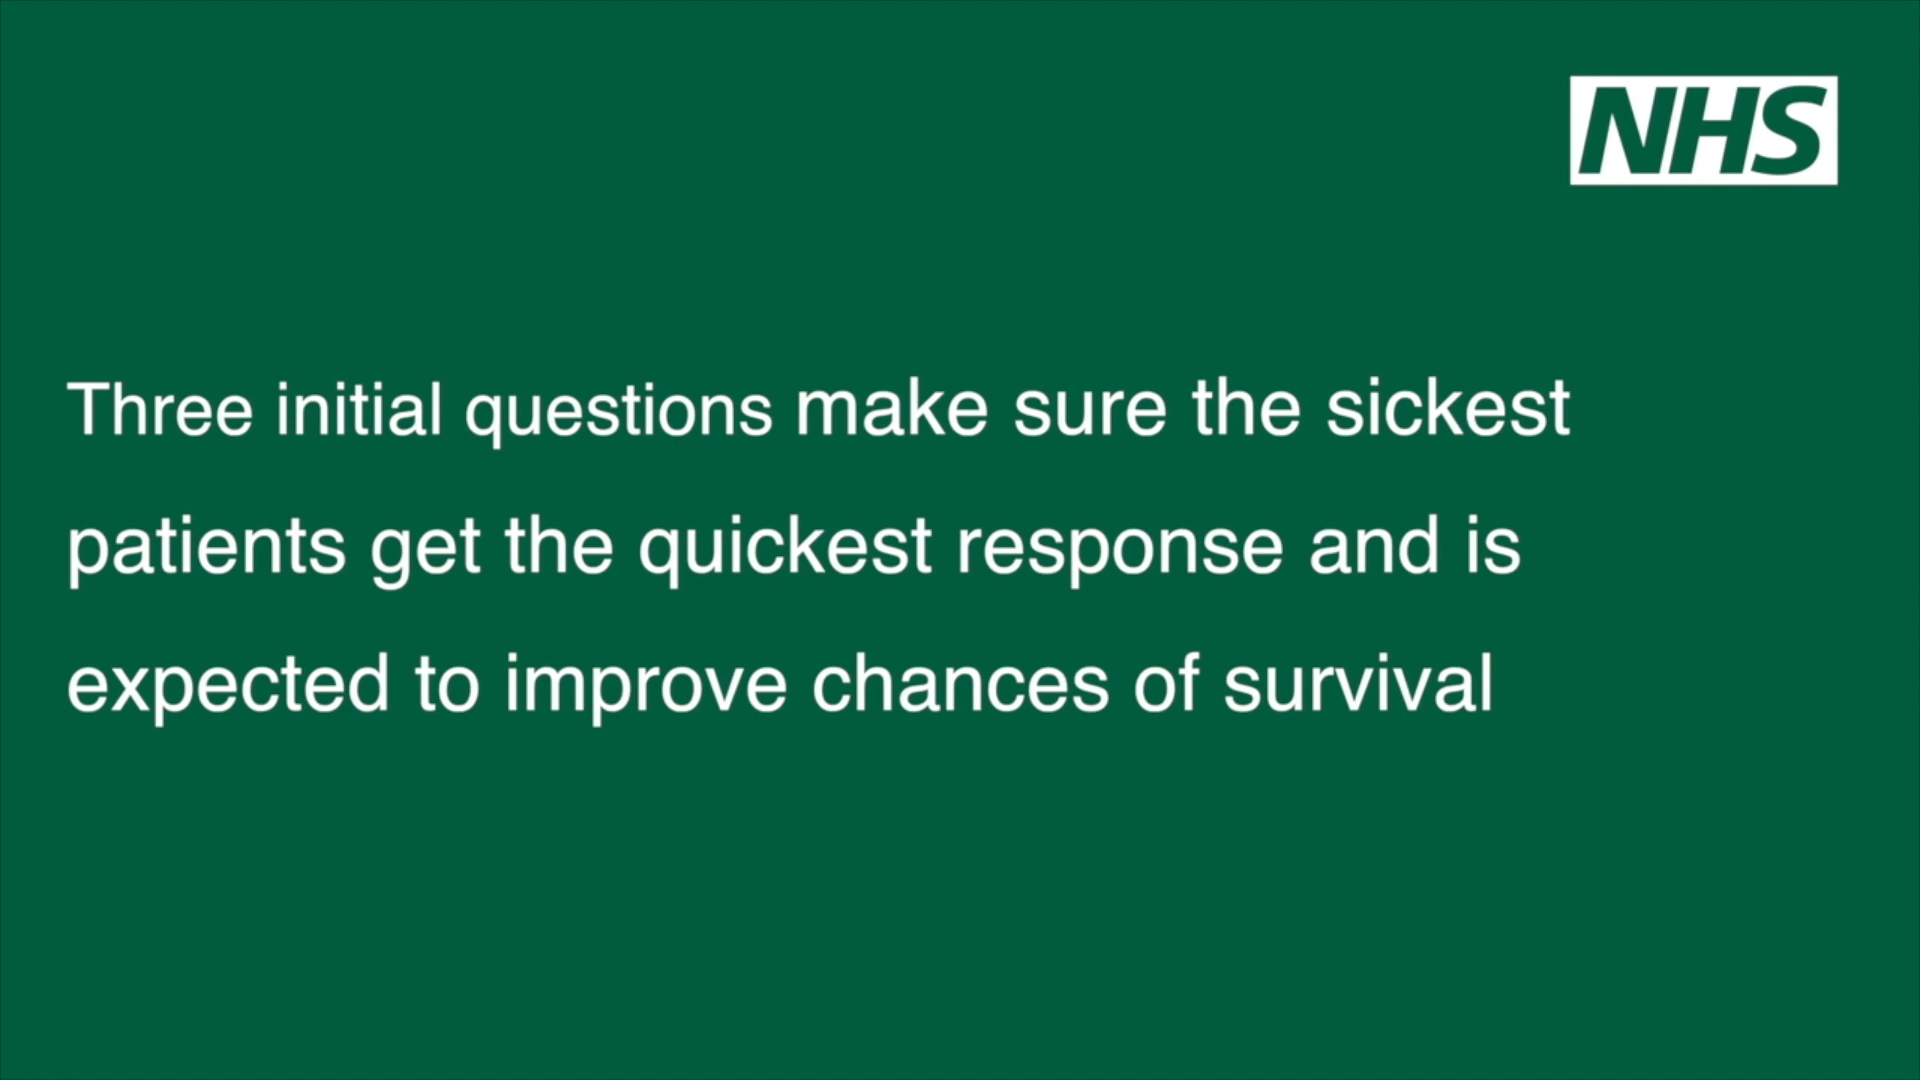 NHS
Three initial questions make sure the sickest
patients get the quickest response and is
expected to improve chances of survival